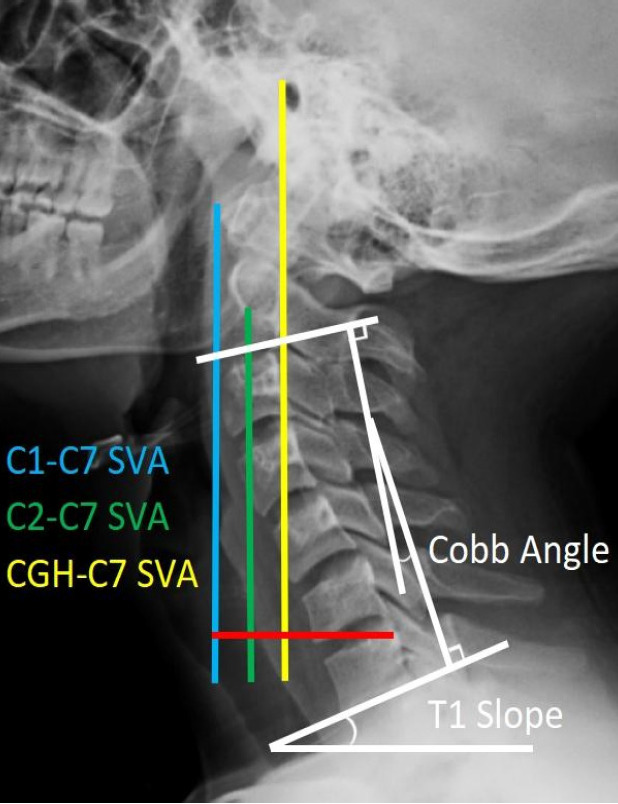 C1-C7 SVA
C2-C7 SVA
CGH-C7 SVA
Cobb Angle
T1 Slope